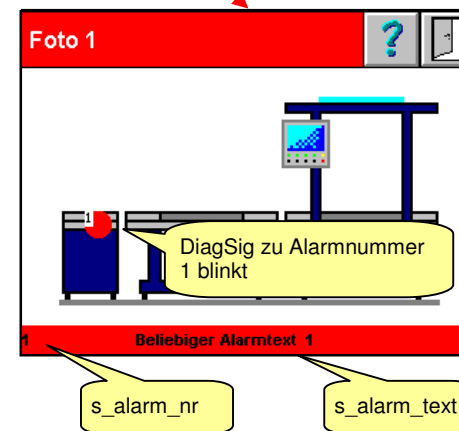 Foto 1
?
1
DiagSig zu Alarmnummer
1 blinkt
1 Beliebiger Alarmtext 1
s_alarm_nr
s_alarm_text